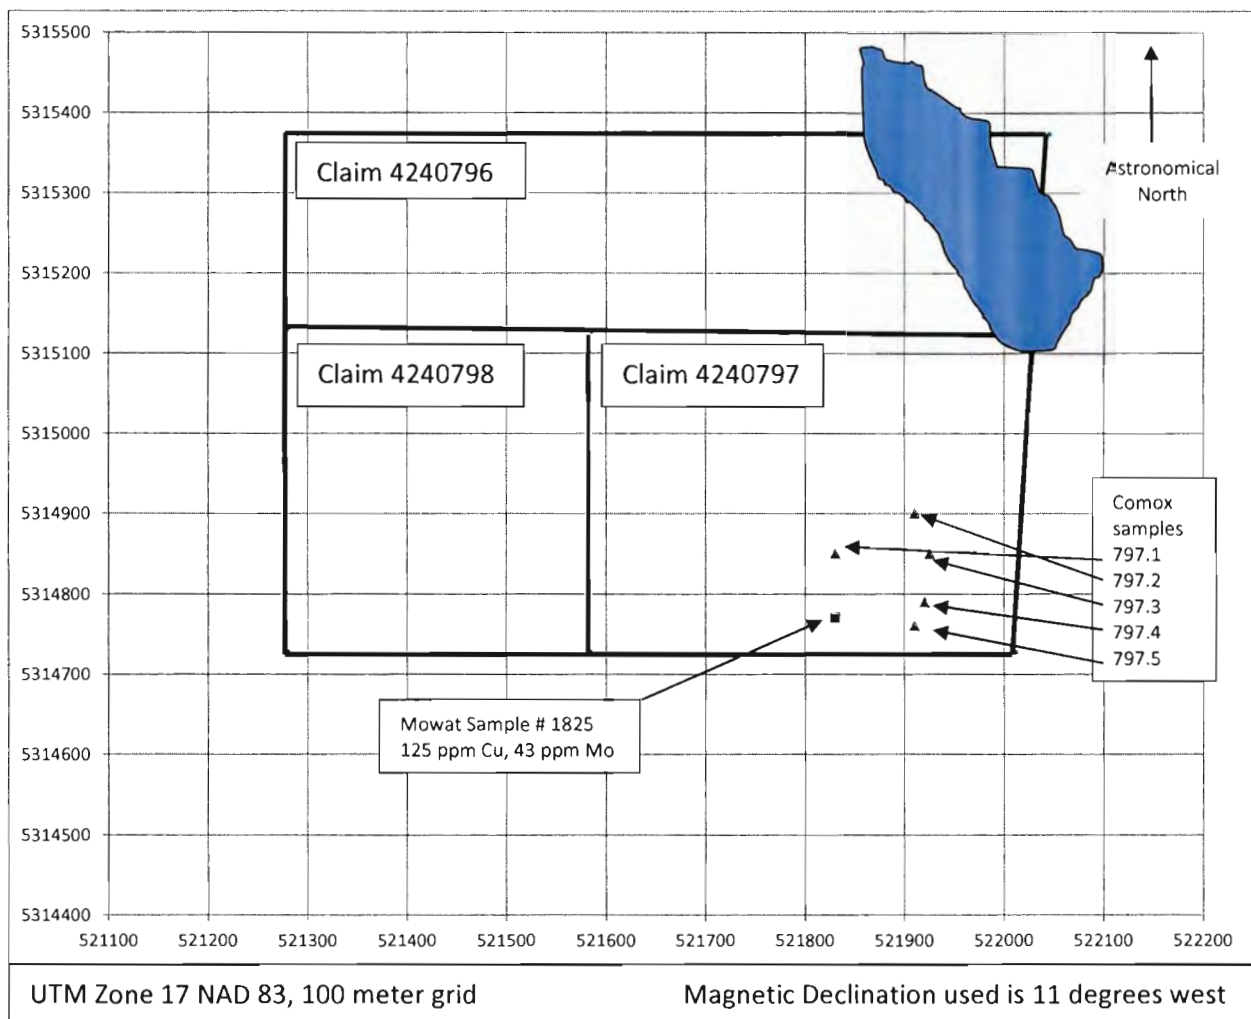 5315500
5315400
5315300
5315200
5315100
5315000
5314900
5314800
5314700
5314600
5314500
5314400
521100 521200 521300 521400 521500 521600 521700 521800 521900 522000 522100 522200
Astronomical
North
Claim 4240796
Claim 4240798
Claim 4240797
Comox
samples
797.1
797.2
797.3
797.4
797.5
Mowat Sample # 1825
125 ppm Cu, 43 ppm Mo
UTM Zone 17 NAD 83, 100 meter grid
Magnetic Declination used is 11 degrees west